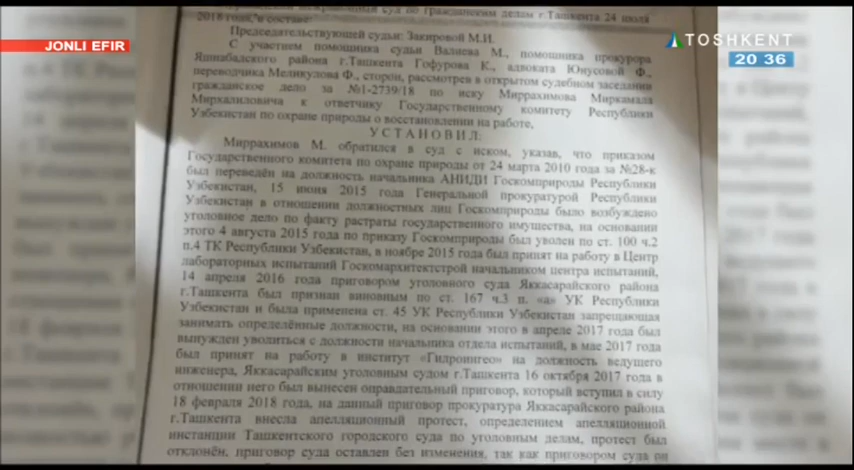 JONLI EFIR
TOSHKENT
20 36
суд по гражданским делам г.Ташкента 24 июля
2018 года, в составе:
Председательствующей судьи: Закировой М.И.
С участием помощника судьи Валиева М., помощника прокурора
Яшнабадского района г.Ташкента Гофурова К., адвоката Юнусовой Ф.,
переводчика Меликулова Ф., сторон, рассмотрев в открытом судебном заседании
гражданское дело за №1-2739/18 по иску Миррахимова Миркамала
Мирхалиловича к ответчику Государственному комитету Республики
Узбекистан по охране природы о восстановлении на работе,
УСТАНОВИЛ:
Миррахимов М. обратился в суд с иском, указав, что приказом
Государственного комитета по охране природы от 24 марта 2010 года за №28-к
был переведён на должность начальника АНИДИ Госкомприроды Республики
Узбекистан, 15 июня 2015 года Генеральной прокуратурой Республики
Узбекистан в отношении должностных лиц Госкомприроды было возбуждено
уголовное дело по факту растраты государственного имущества, на основании
этого 4 августа 2015 года по приказу Госкомприроды был уволен по ст. 100 ч.2
п.4 ТК Республики Узбекистан, в ноябре 2015 года был принят на работу в Центр
лабораторных испытаний Госкомархитектстрой начальником центра испытаний,
14 апреля 2016 года приговором уголовного суда Яккасарайского района
г.Ташкента был признан виновным по ст. 167 ч.3 п. «а» УК Республики
Узбекистан и была применена ст. 45 УК Республики Узбекистан запрещающая
занимать определённые должности, на основании этого в апреле 2017 года был
вынужден уволиться с должности начальника отдела испытаний, в мае 2017 года
был принят на работу в институт «Гидроингео» на должность ведущего
инженера, Яккасарайским уголовным судом г.Ташкента 16 октября 2017 года в
отношении него был вынесен оправдательный приговор, который вступил в силу
18 февраля 2018 года, на данный приговор прокуратура Яккасарайского района
г.Ташкента внесла апелляционный протест, определением апелляционной
инстанции Ташкентского городского суда по уголовным делам, протест был
отклонён, приговор суда оставлен без изменения, так как приговором суда он